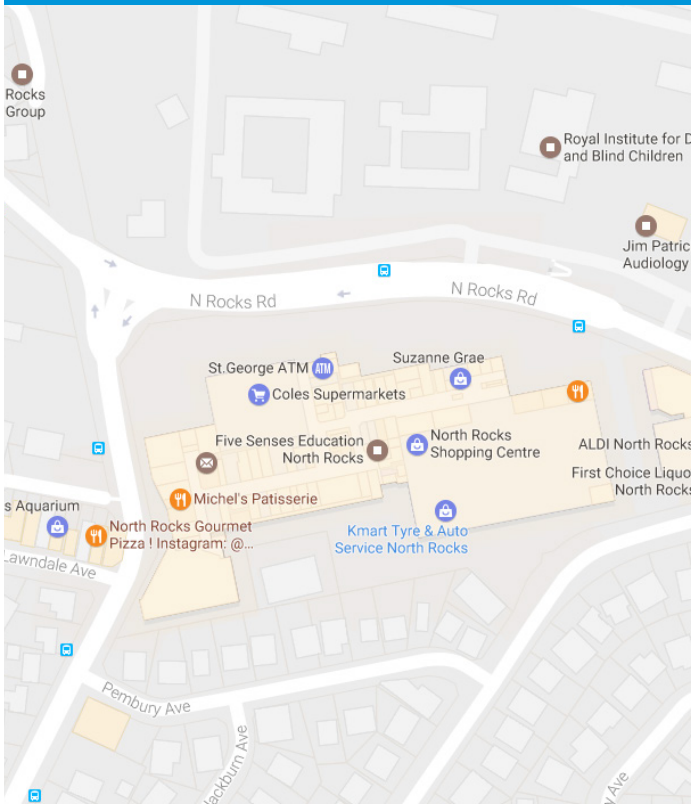 Rocks
Group
Royal Institute for D
and Blind Children
Jim Patric
Audiology
N Rocks Rd
N Rocks Rd
St.George ATM
ATM
Suzanne Grae
Coles Supermarkets
Five Senses Education
North Rocks
North Rocks
Shopping Centre
ALDI North Rocks
First Choice Liquo
North Rocks
Michel's Patisserie
s Aquarium
North Rocks Gourmet
Pizza ! Instagram: @...
Kmart Tyre & Auto
Service North Rocks
Lawndale Ave
Pembury Ave
lackburn Ave
y Ave